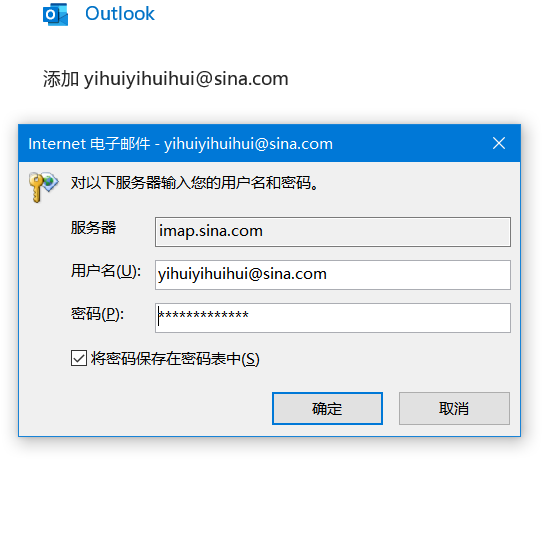 Outlook
添加 yihuiyihuihui@sina.com
Internet 电子邮件 - yihuiyihuihui@sina.com
对以下服务器输入您的用户名和密码。
服务器 imap.sina.com
用户名(U): yihuiyihuihui@sina.com
密码(P): *************
将密码保存在密码表中(S)
确定 取消